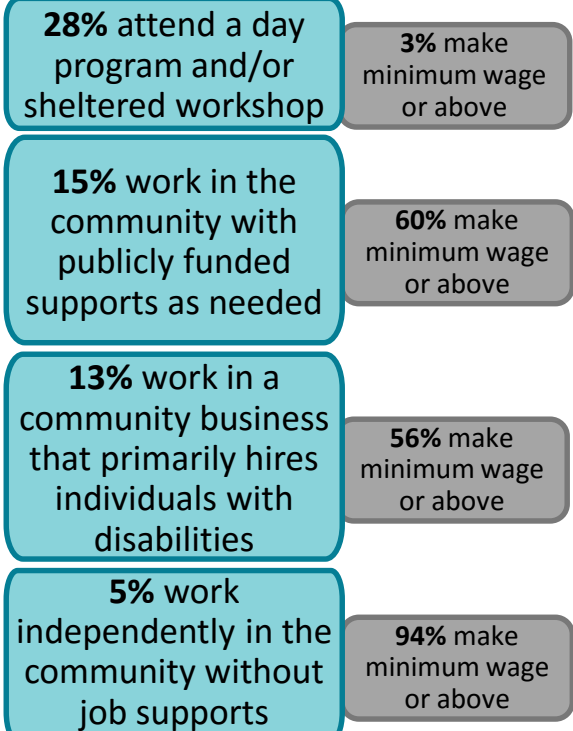 28% attend a day
program and/or
sheltered workshop
3% make
minimum wage
or above
15% work in the
community with
publicly funded
supports as needed
60% make
minimum wage
or above
13% work in a
community business
that primarily hires
individuals with
disabilities
56% make
minimum wage
or above
5% work
independently in the
community without
job supports
94% make
minimum wage
or above